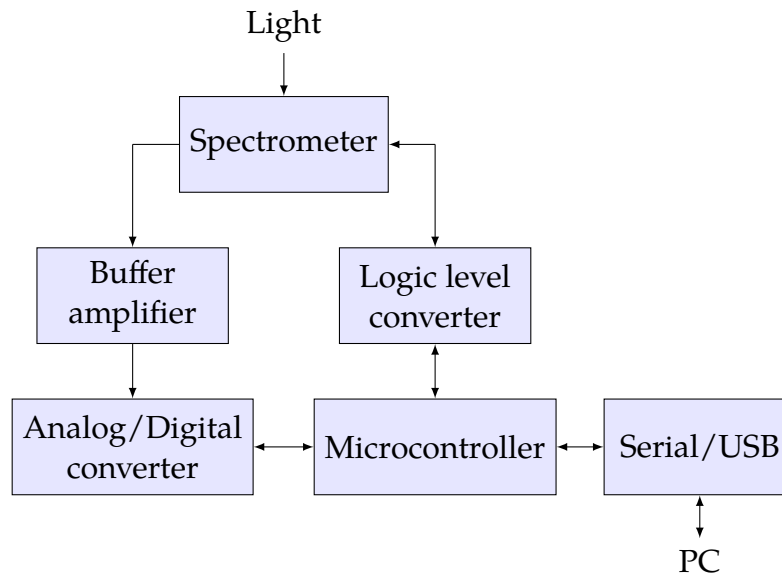 Light
Spectrometer
Buffer
amplifier
Logic level
converter
Analog/Digital
converter
Microcontroller
Serial/USB
PC